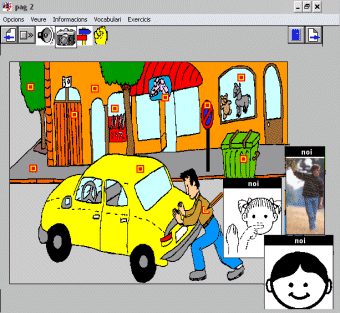 pag 2
Opcions Veure Informacions Vocabulari Exercicis
noi
noi
noi